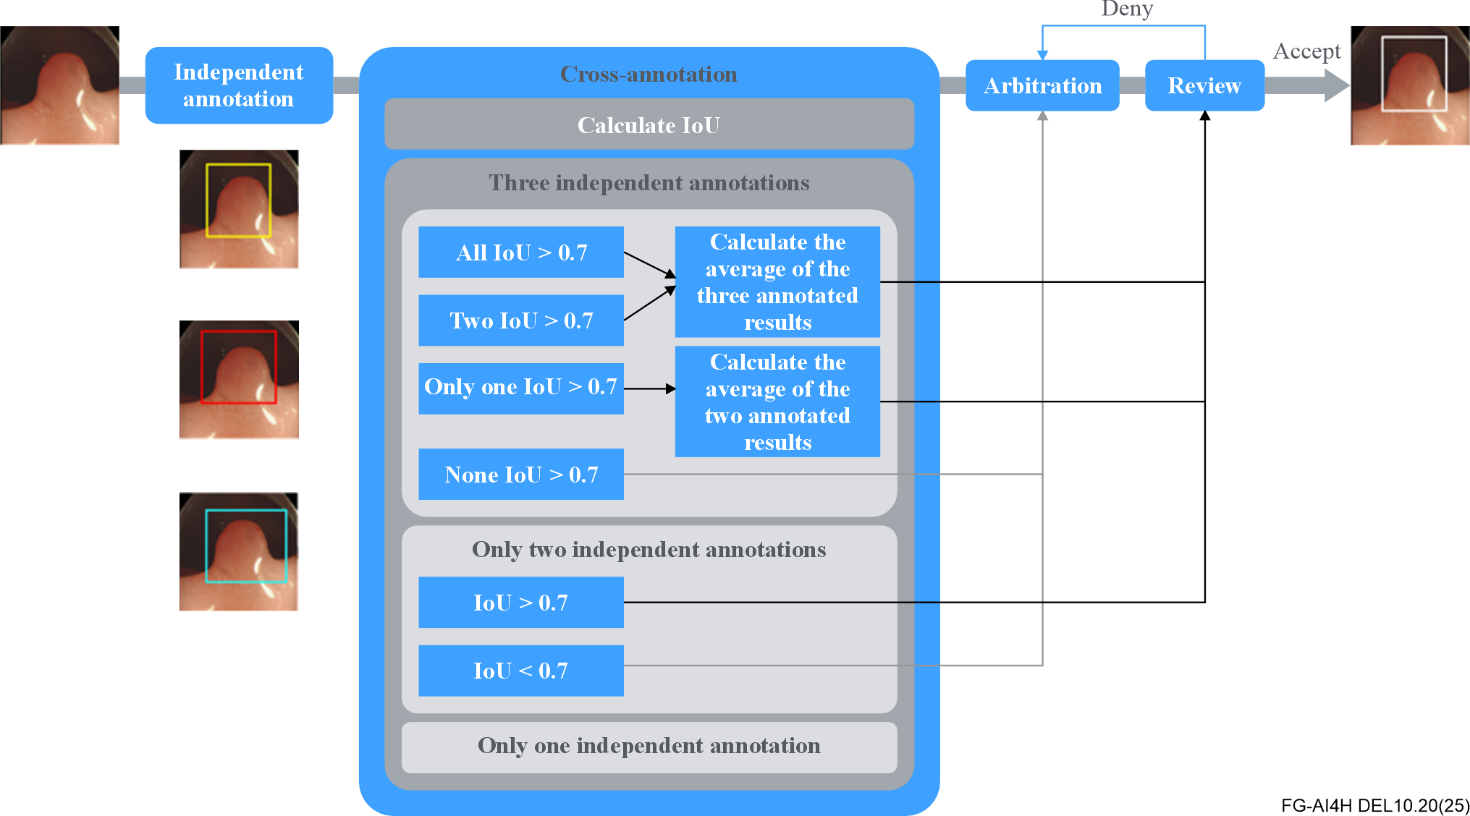 Deny
Independent
annotation
Cross-annotation
Arbitration
Review
Accept
Calculate IoU
Three independent annotations
All IoU > 0.7
Two IoU > 0.7
Calculate the
average of the
three annotated
results
Only one IoU > 0.7
Calculate the
average of the
two annotated
results
None IoU > 0.7
Only two independent annotations
IoU > 0.7
IoU < 0.7
Only one independent annotation
FG-AI4H DEL10.20(25)